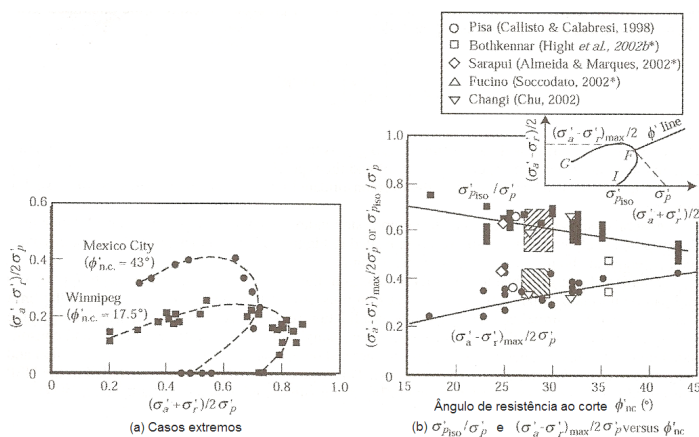 ○ Pisa (Callisto & Calabresi, 1998)
□ Bothkennar (Hight et al., 2002b*)
◇ Sarapui (Almeida & Marques, 2002*)
△ Fucino (Soccodato, 2002*)
▽ Changi (Chu, 2002)
(σ'a-σ'r)/2
(σ'a-σ'r)max/2
ϕ' line
G
F
I
σ'piso
σ'p
(σ'a+σ'r)/2
0.6
0.4
0.2
0
(σ'a-σ'r)/2σ'p
Mexico City
(ϕ'n.c. = 43°)
Winnipeg
(ϕ'n.c. = 17.5°)
0 0.2 0.4 0.6 0.8 1.0
(σ'a+σ'r)/2σ'p
(a) Casos extremos
(σ'a-σ'r)max/2σ'p or σ'piso/σ'p
1.0
0.8
0.6
0.4
0.2
0
σ'piso/σ'p
(σ'a-σ'r)max/2σ'p
15 20 25 30 35 40 45
Ângulo de resistência ao corte ϕ'nc (°)
(b) σ'piso/σ'p e (σ'a-σ'r)max/2σ'p versus ϕ'nc